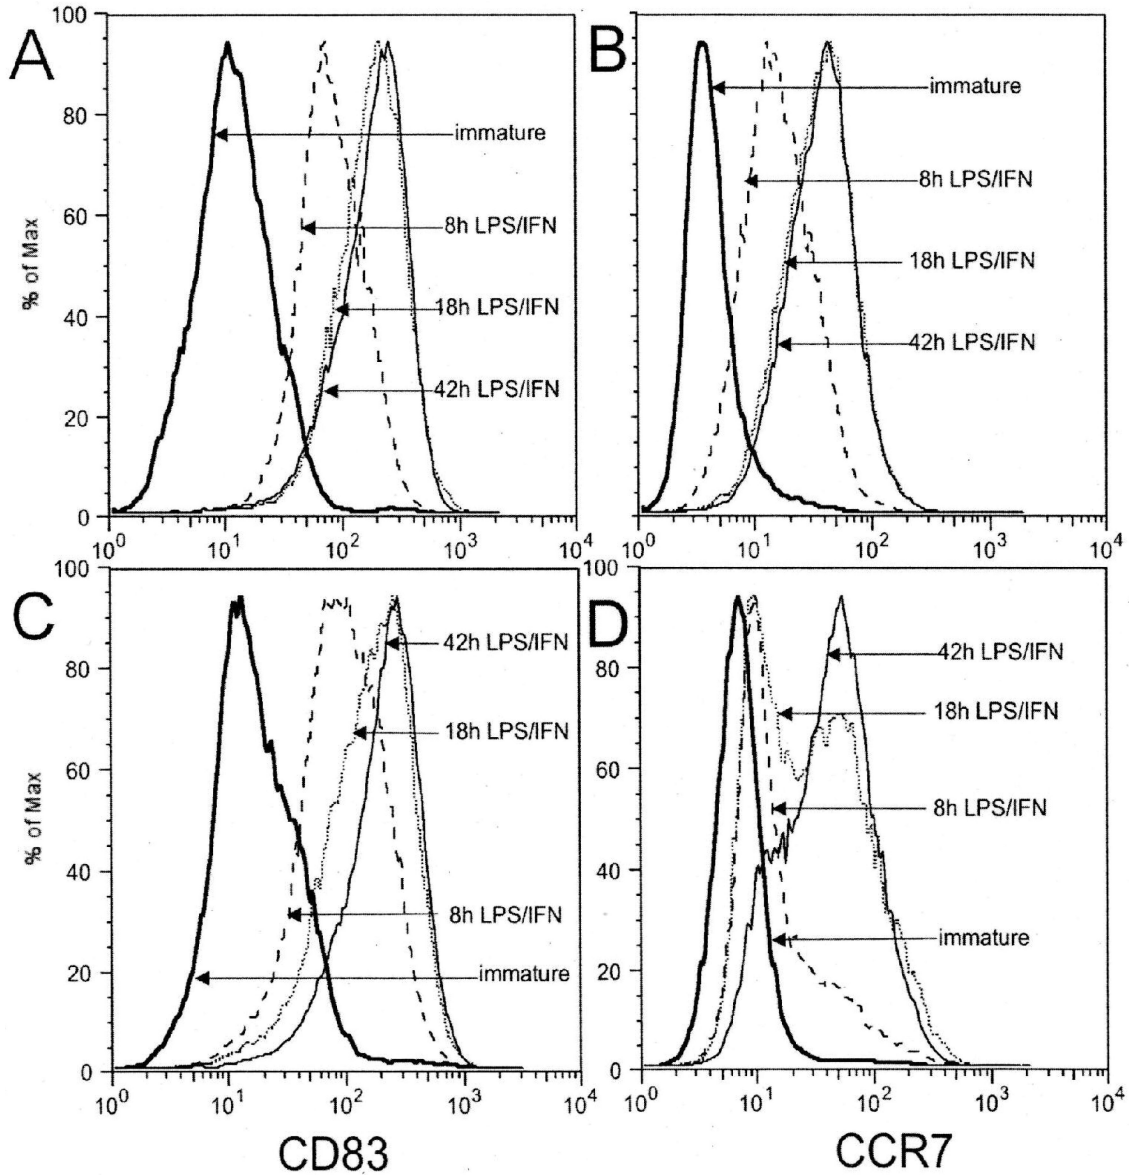 A
B
100
80
60
40
20
0
% of Max
immature
8h LPS/IFN
18h LPS/IFN
42h LPS/IFN
10^0 10^1 10^2 10^3 10^4
immature
8h LPS/IFN
18h LPS/IFN
42h LPS/IFN
100
80
60
40
20
0
10^0 10^1 10^2 10^3 10^4
C
100
80
60
40
20
0
% of Max
42h LPS/IFN
18h LPS/IFN
8h LPS/IFN
immature
10^0 10^1 10^2 10^3 10^4
CD83
D
100
80
60
40
20
0
42h LPS/IFN
18h LPS/IFN
8h LPS/IFN
immature
10^0 10^1 10^2 10^3 10^4
CCR7